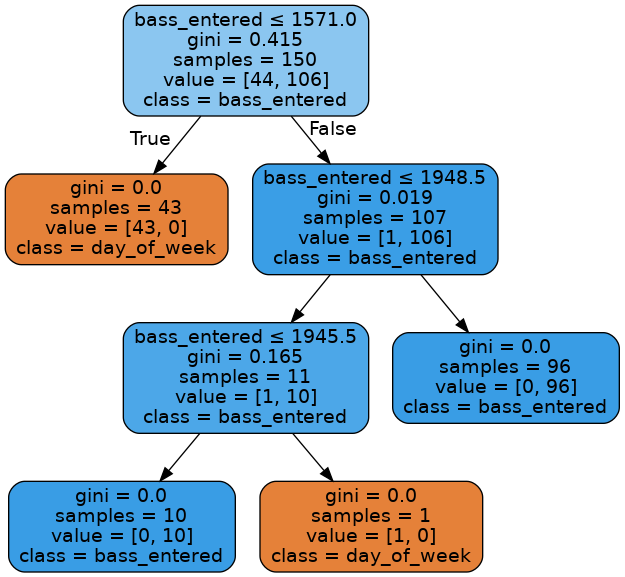 bass_entered ≤ 1571.0
gini = 0.415
samples = 150
value = [44, 106]
class = bass_entered
True
False
gini = 0.0
samples = 43
value = [43, 0]
class = day_of_week
bass_entered ≤ 1948.5
gini = 0.019
samples = 107
value = [1, 106]
class = bass_entered
bass_entered ≤ 1945.5
gini = 0.165
samples = 11
value = [1, 10]
class = bass_entered
gini = 0.0
samples = 96
value = [0, 96]
class = bass_entered
gini = 0.0
samples = 10
value = [0, 10]
class = bass_entered
gini = 0.0
samples = 1
value = [1, 0]
class = day_of_week